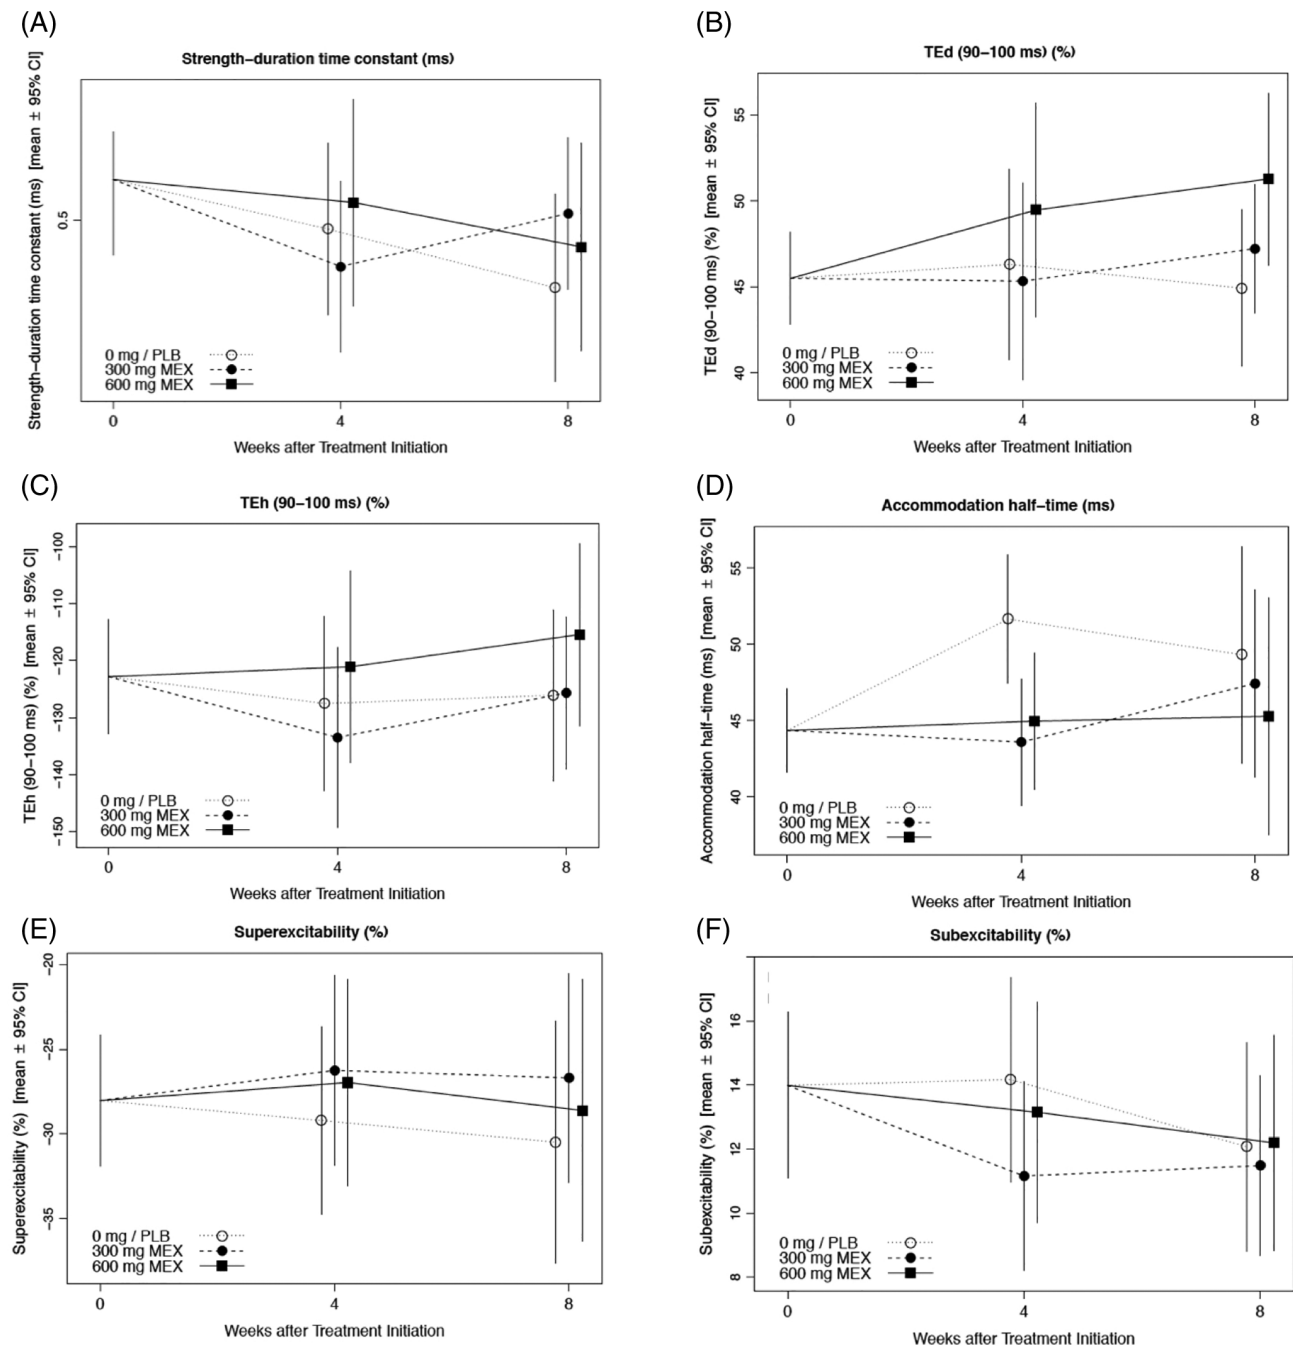 (A)
Strength–duration time constant (ms)
Strength–duration time constant (ms) [mean ± 95% CI]
0.5
0 mg / PLB
300 mg MEX
600 mg MEX
0 4 8
Weeks after Treatment Initiation
(B)
TEd (90–100 ms) (%)
TEd (90–100 ms) (%) [mean ± 95% CI]
55
50
45
40
0 mg / PLB
300 mg MEX
600 mg MEX
0 4 8
Weeks after Treatment Initiation
(C)
TEh (90–100 ms) (%)
TEh (90–100 ms) (%) [mean ± 95% CI]
-100
-110
-120
-130
-140
-150
0 mg / PLB
300 mg MEX
600 mg MEX
0 4 8
Weeks after Treatment Initiation
(D)
Accommodation half–time (ms)
Accommodation half–time (ms) [mean ± 95% CI]
55
50
45
40
0 mg / PLB
300 mg MEX
600 mg MEX
0 4 8
Weeks after Treatment Initiation
(E)
Superexcitability (%)
Superexcitability (%) [mean ± 95% CI]
-20
-25
-30
-35
0 mg / PLB
300 mg MEX
600 mg MEX
0 4 8
Weeks after Treatment Initiation
(F)
Subexcitability (%)
Subexcitability (%) [mean ± 95% CI]
16
14
12
10
8
0 mg / PLB
300 mg MEX
600 mg MEX
0 4 8
Weeks after Treatment Initiation